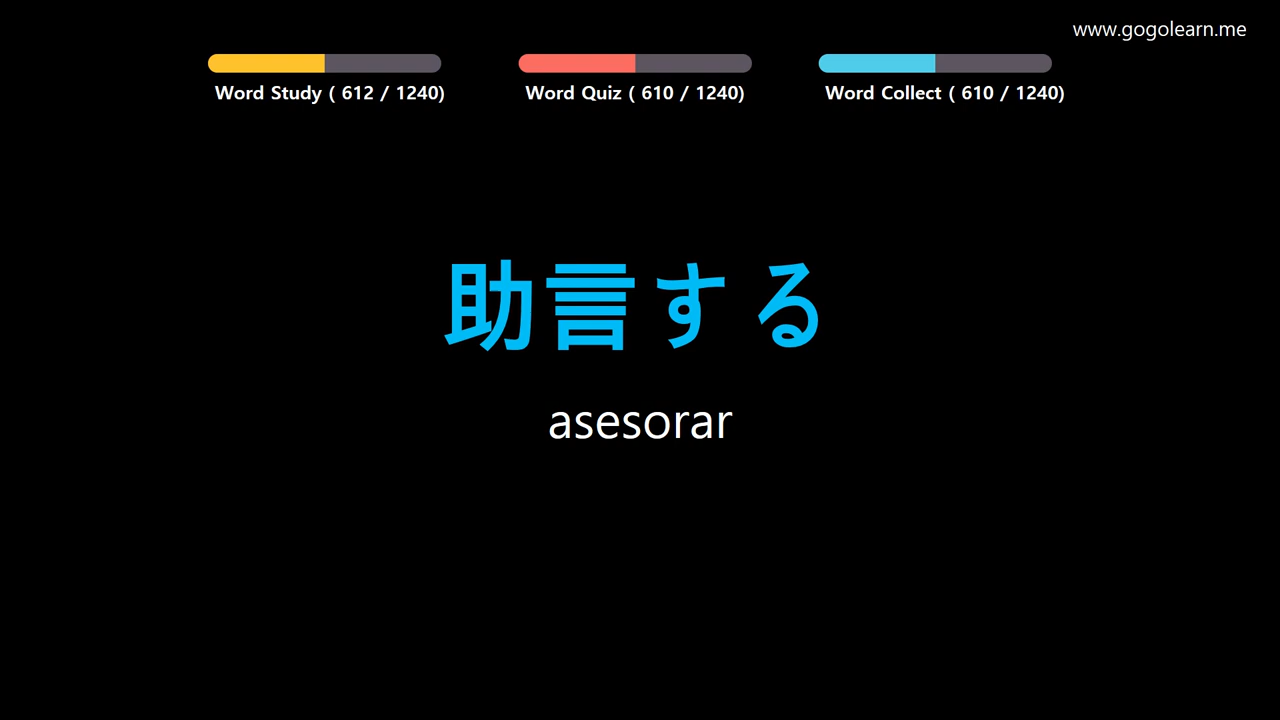 www.gogolearn.me
Word Study ( 612 / 1240)
Word Quiz ( 610 / 1240)
Word Collect ( 610 / 1240)
助言する
asesorar